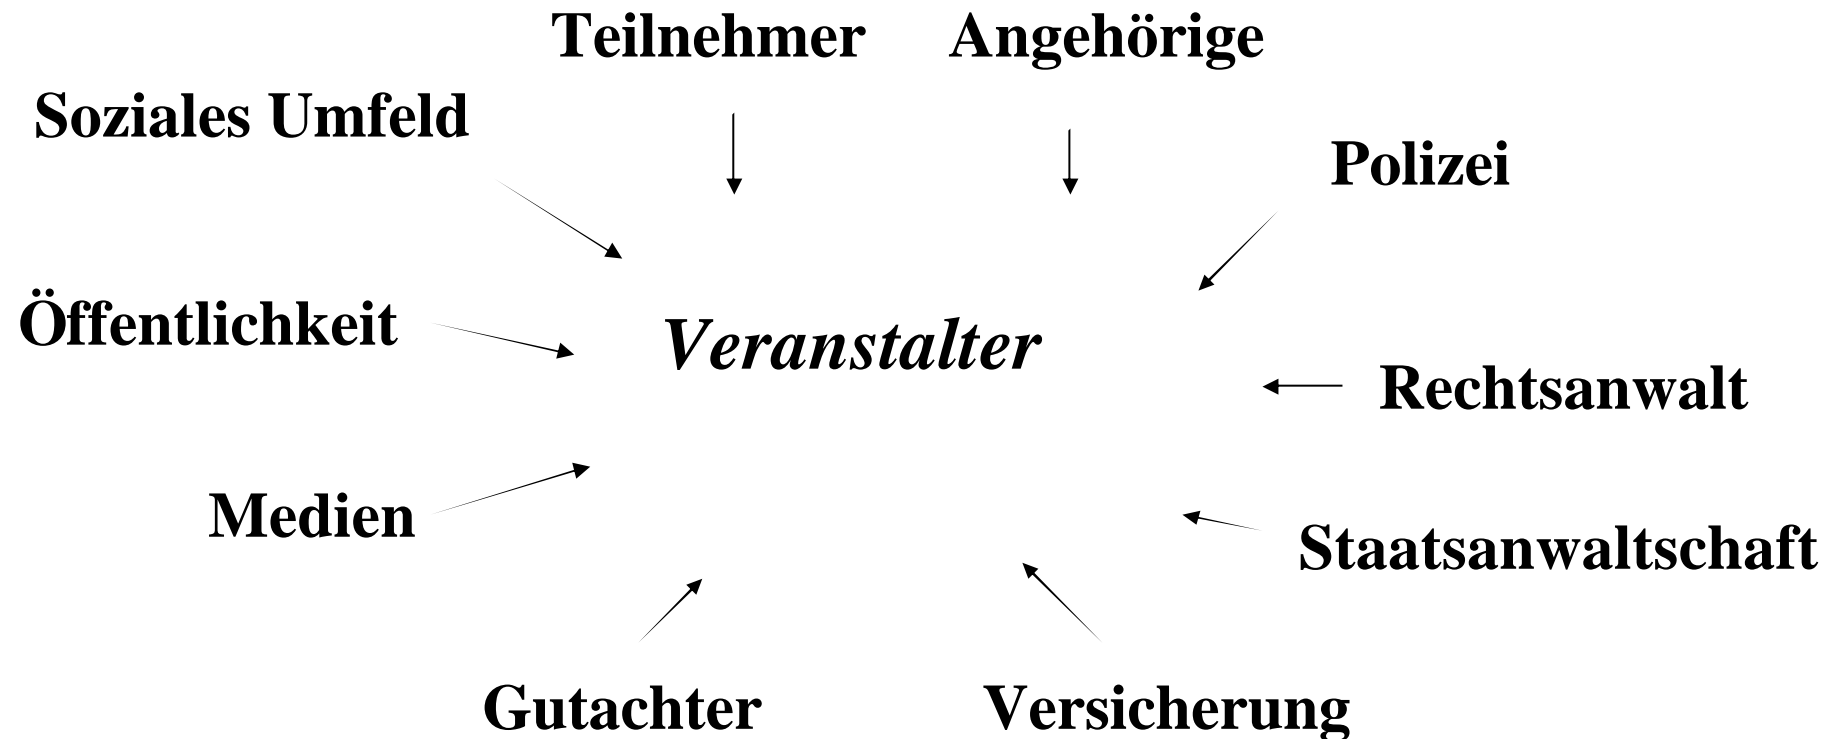 Teilnehmer Angehörige
Soziales Umfeld
Polizei
Öffentlichkeit
Veranstalter
Rechtsanwalt
Medien
Staatsanwaltschaft
Gutachter Versicherung